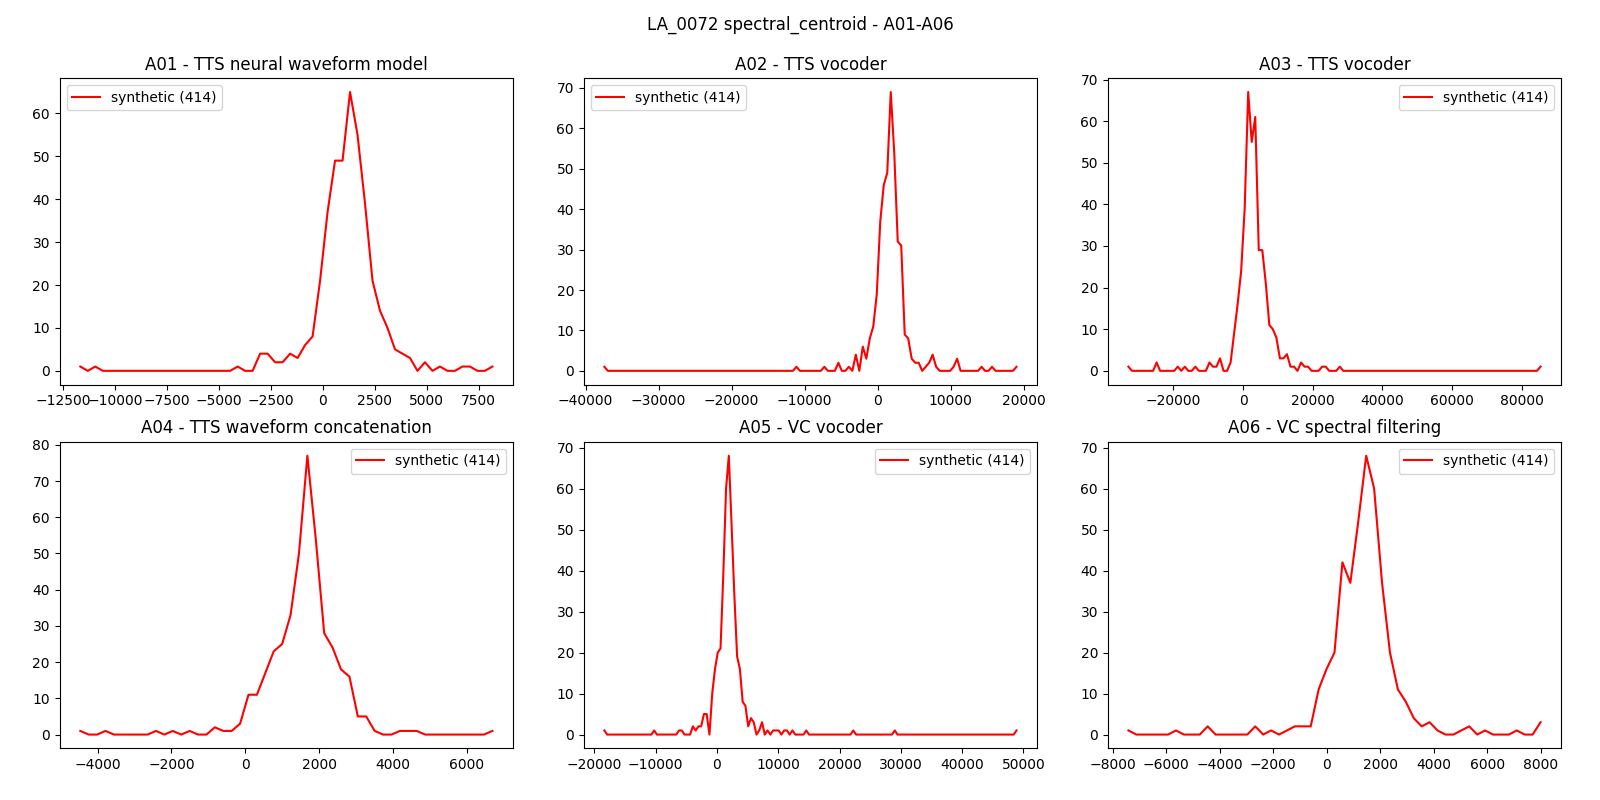 LA_0072 spectral_centroid - A01-A06
A01 - TTS neural waveform model
synthetic (414)
60
50
40
30
20
10
0
−12500 −10000 −7500 −5000 −2500 0 2500 5000 7500
A02 - TTS vocoder
synthetic (414)
70
60
50
40
30
20
10
0
−40000 −30000 −20000 −10000 0 10000 20000
A03 - TTS vocoder
synthetic (414)
70
60
50
40
30
20
10
0
−20000 0 20000 40000 60000 80000
A04 - TTS waveform concatenation
synthetic (414)
80
70
60
50
40
30
20
10
0
−4000 −2000 0 2000 4000 6000
A05 - VC vocoder
synthetic (414)
70
60
50
40
30
20
10
0
−20000 −10000 0 10000 20000 30000 40000 50000
A06 - VC spectral filtering
synthetic (414)
70
60
50
40
30
20
10
0
−8000 −6000 −4000 −2000 0 2000 4000 6000 8000